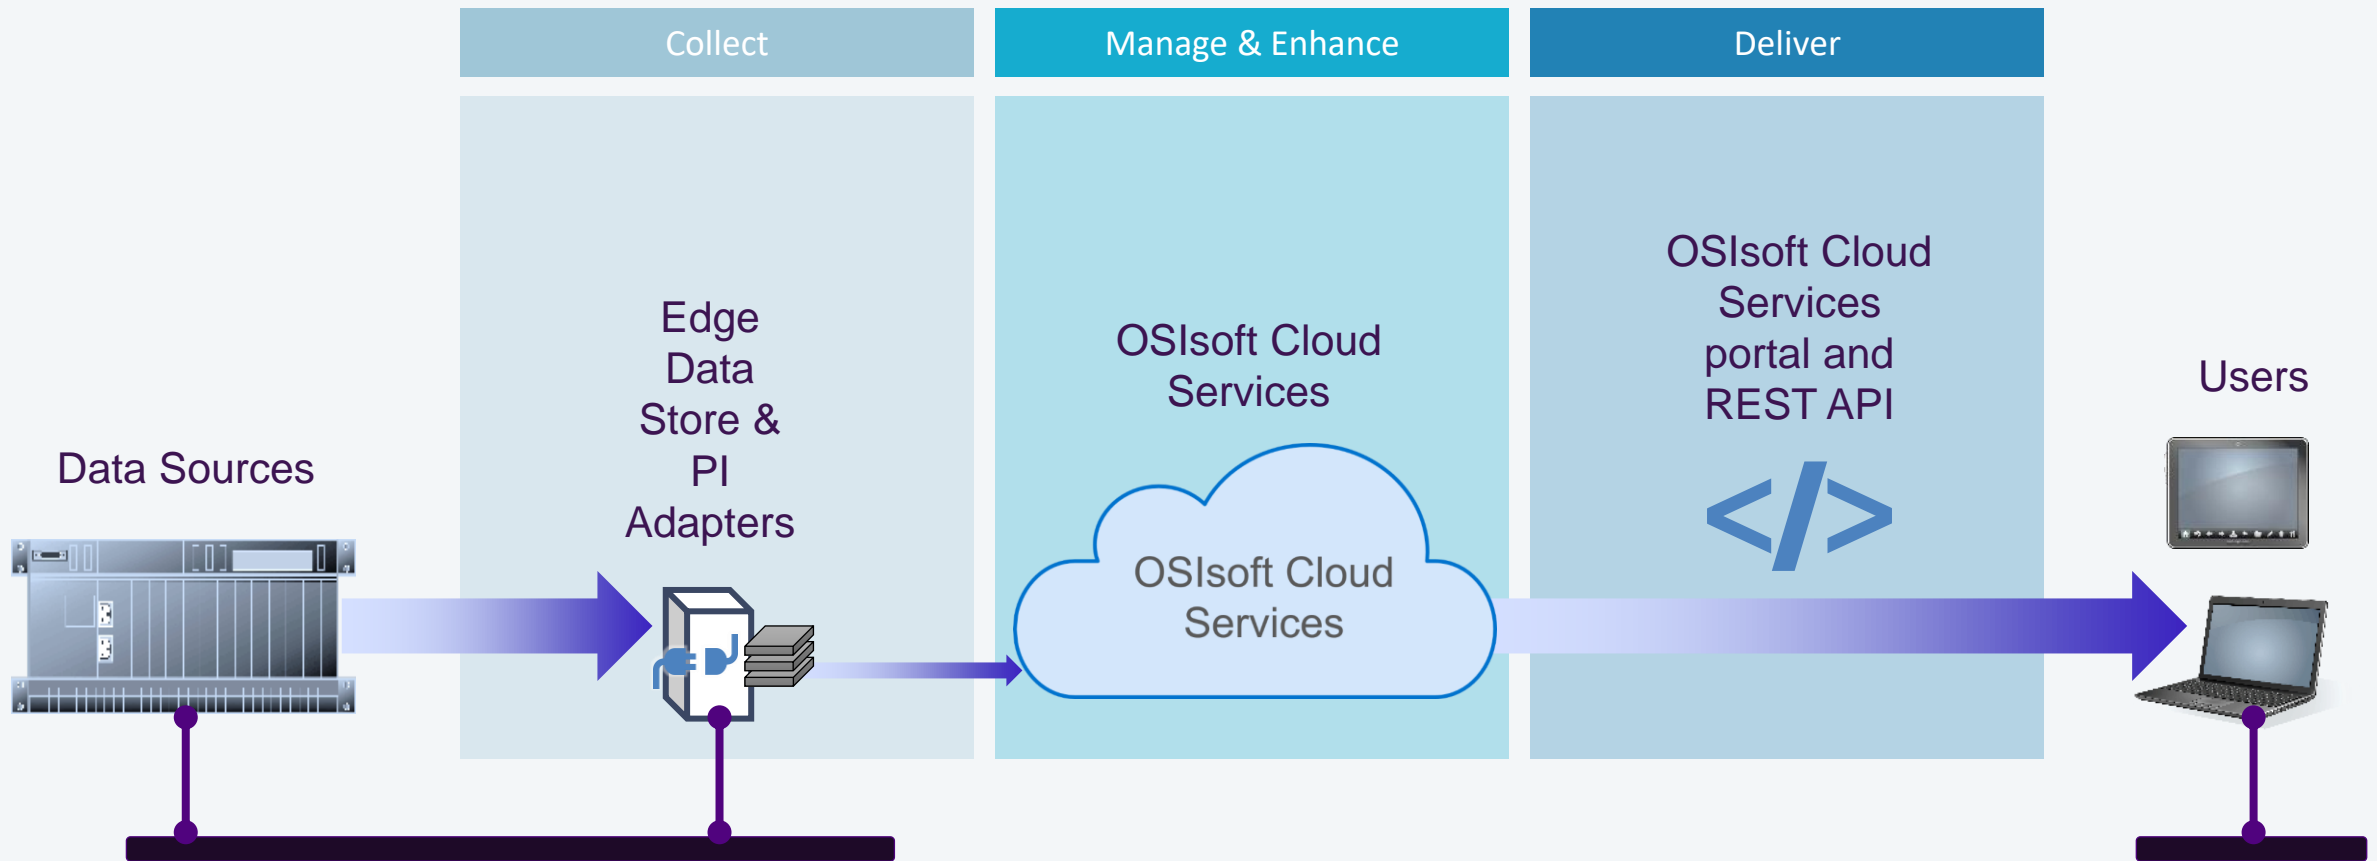 Collect
Manage & Enhance
Deliver
Data Sources
Edge
Data
Store &
PI
Adapters
OSIsoft Cloud
Services
OSIsoft Cloud
Services
OSIsoft Cloud
Services
portal and
REST API
</>
Users